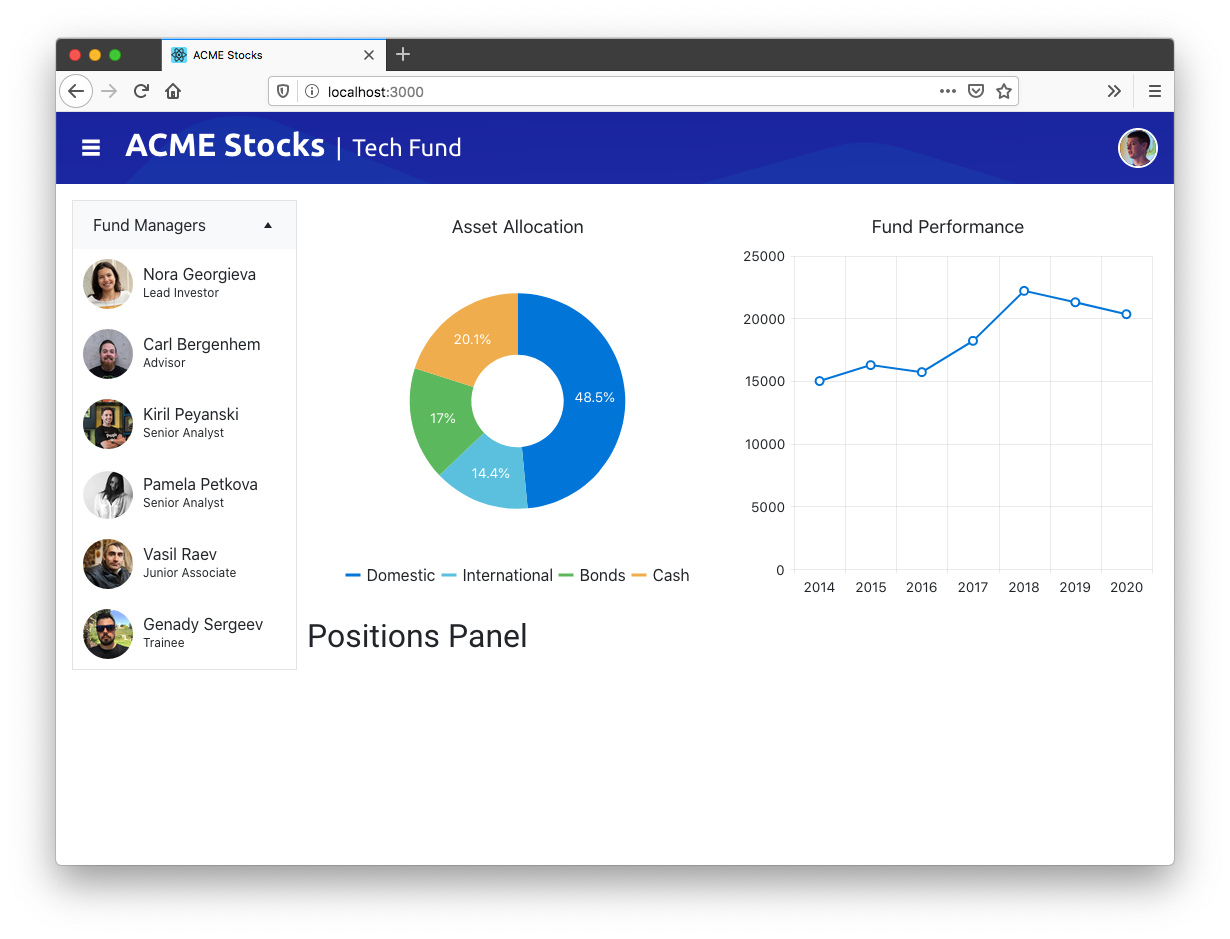 ACME Stocks
localhost:3000
ACME Stocks | Tech Fund
Fund Managers
Nora Georgieva
Lead Investor
Carl Bergenhem
Advisor
Kiril Peyanski
Senior Analyst
Pamela Petkova
Senior Analyst
Vasil Raev
Junior Associate
Genady Sergeev
Trainee
Asset Allocation
20.1%
48.5%
17%
14.4%
Domestic International Bonds Cash
Fund Performance
25000
20000
15000
10000
5000
0
2014 2015 2016 2017 2018 2019 2020
Positions Panel